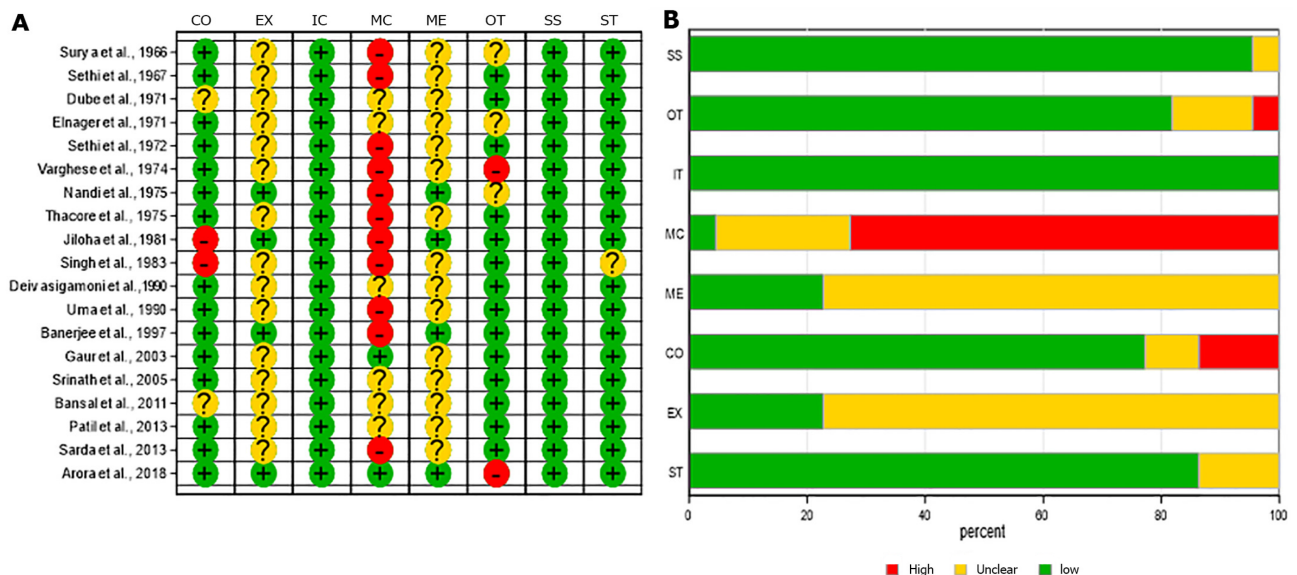 A
CO EX IC MC ME OT SS ST
Surya et al., 1966 + ? + - ? ? + +
Sethi et al., 1967 + ? + - ? + + +
Dube et al., 1971 ? ? + ? ? + + +
Elnager et al., 1971 + ? + ? ? ? + +
Sethi et al., 1972 + ? + - ? + + +
Varghese et al., 1974 + ? + - ? - + +
Nandi et al., 1975 + + + - + ? + +
Thacore et al., 1975 + ? + - ? + + +
Jiloha et al., 1981 - + + - + + + +
Singh et al., 1983 - ? + - ? + + ?
Deivasigamoni et al., 1990 + ? + ? ? + + +
Uma et al., 1990 + ? + - ? + + +
Banerjee et al., 1997 + + + - + + + +
Gaur et al., 2003 + ? + + ? + + +
Srinath et al., 2005 + ? + ? ? + + +
Bansal et al., 2011 ? ? + ? ? + + +
Patil et al., 2013 + ? + ? ? + + +
Sarda et al., 2013 + ? + - ? + + +
Arora et al., 2018 + + + + + - + +
B
SS
OT
IT
MC
ME
CO
EX
ST
0 20 40 60 80 100
percent
High Unclear low